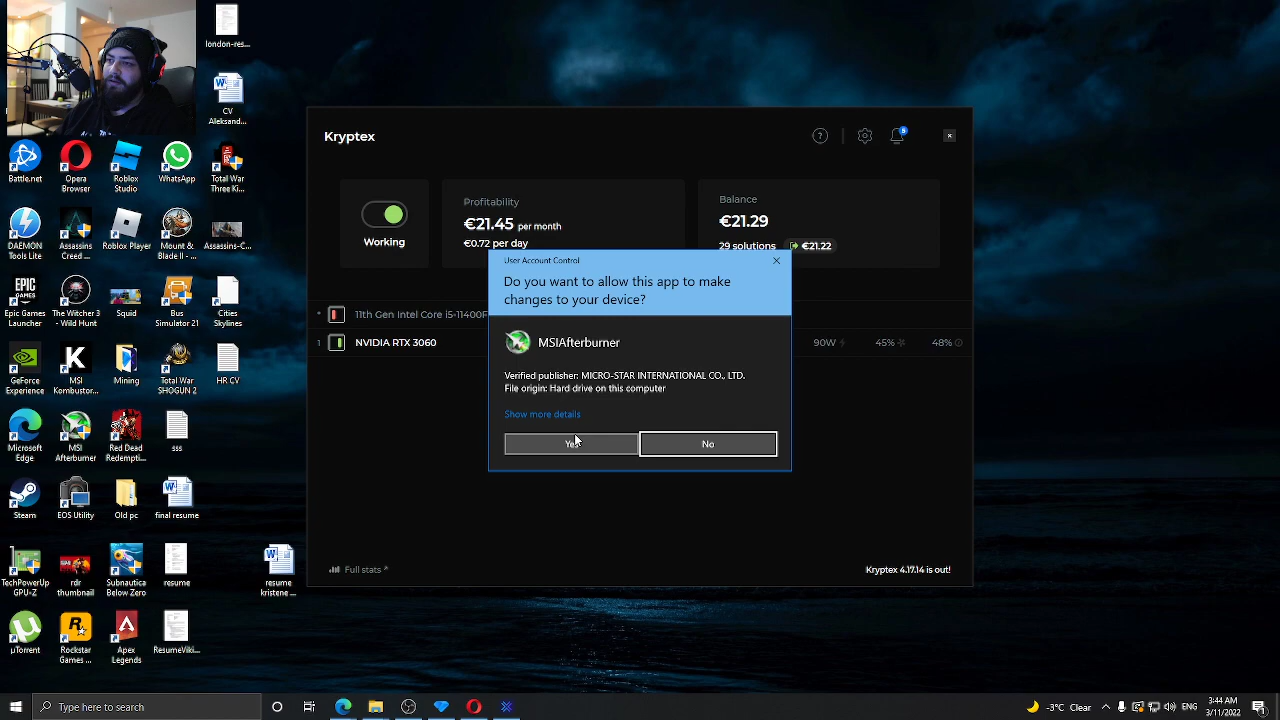 london-res...
CV
Aleksand...
Battle.net
Opera
Browser
Roblox
Studio
WhatsApp
Total War
Three Ki...
DAEMON
Tools
Assassins
Creed
Roblox Player
Mount &
Blade II - ...
Assassin-C...
Epic Games
Launcher
The Witcher
3 - Wild Hunt
Squad
Bus
Simulator 21
Cities
Skylines
GeForce
Experience
MSI
Kombustor
Mining
Total War
SHOGUN 2
HR CV
Microsoft
Edge
MSI
Afterburner
Red Dead
Redempti...
sss
Steam
EOS Utility
Old pc
final resume
TechPowerUp
GPU-Z
rdr
thumbnail
Subnautica
Below Zero
resume
resume
kristene ...
µTorrent
Rockstar
Games ...
Apex
Legends
ResumeViki...
Kryptex
?
5
Working
Profitability
€21.45 per month
€0.72 per day
Balance
€21.29
29 solutions €21.22
11th Gen Intel Core i5-11400F
1 NVIDIA RTX 3060 90W 45% 48%
Full stats
Kryptex 4.17.14 is out!
User Account Control
Do you want to allow this app to make
changes to your device?
MSIAfterburner
Verified publisher: MICRO-STAR INTERNATIONAL CO., LTD.
File origin: Hard drive on this computer
Show more details
Yes
No
Type here to search
-3°C Clear
3:44 AM
3/11/2022